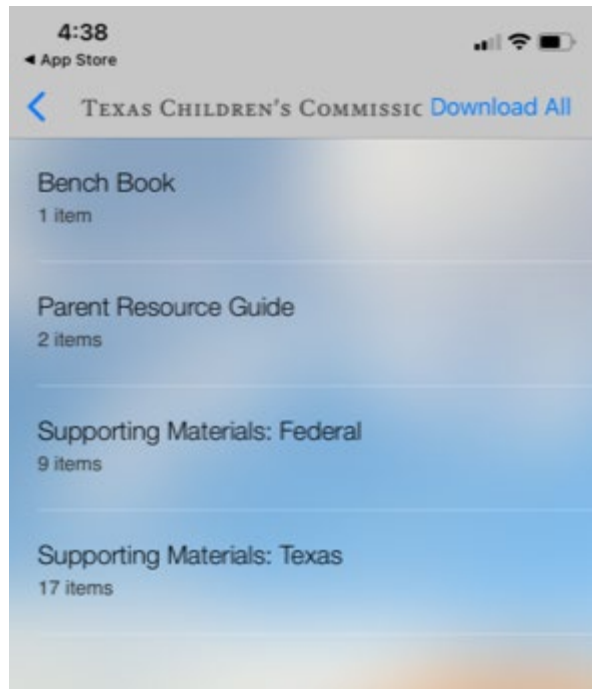 4:38
◄ App Store
TEXAS CHILDREN'S COMMISSIC Download All
Bench Book
1 item
Parent Resource Guide
2 items
Supporting Materials: Federal
9 items
Supporting Materials: Texas
17 items